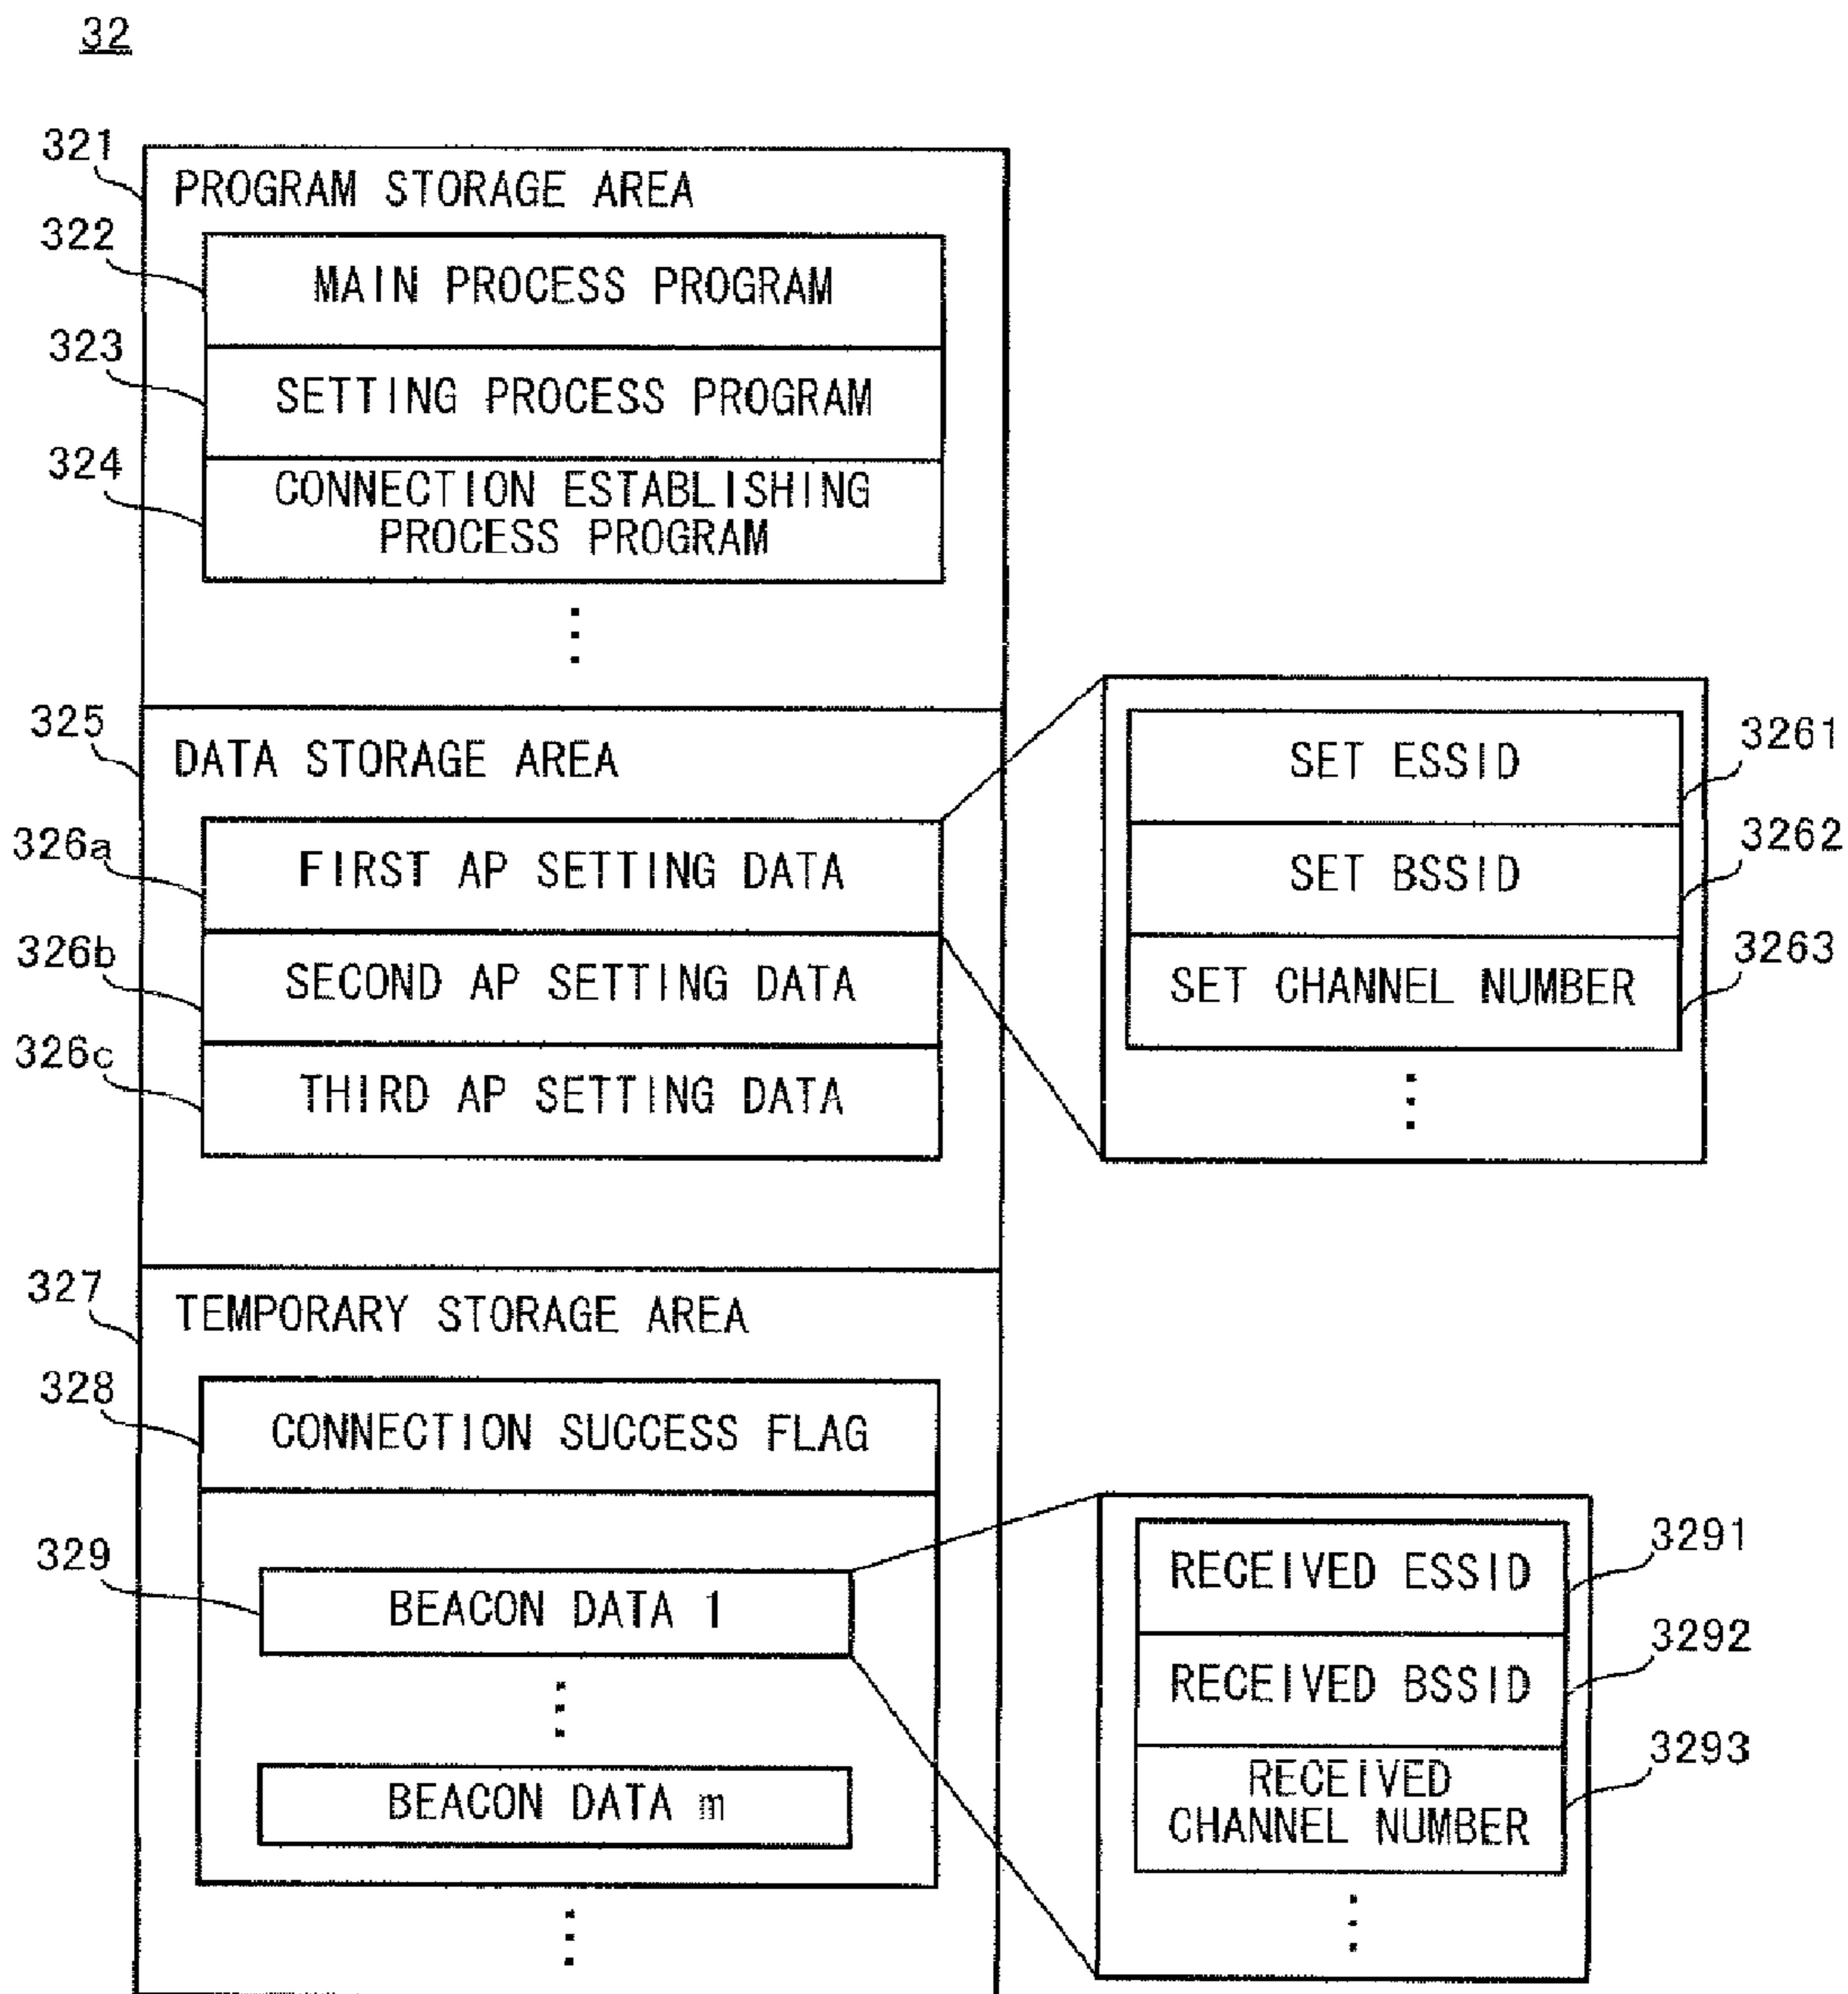 32
321
PROGRAM STORAGE AREA
322
MAIN PROCESS PROGRAM
323
SETTING PROCESS PROGRAM
324
CONNECTION ESTABLISHING
PROCESS PROGRAM
325
DATA STORAGE AREA
326a
FIRST AP SETTING DATA
326b
SECOND AP SETTING DATA
326c
THIRD AP SETTING DATA
SET ESSID
3261
SET BSSID
3262
SET CHANNEL NUMBER
3263
327
TEMPORARY STORAGE AREA
328
CONNECTION SUCCESS FLAG
329
BEACON DATA 1
BEACON DATA m
RECEIVED ESSID
3291
RECEIVED BSSID
3292
RECEIVED
CHANNEL NUMBER
3293